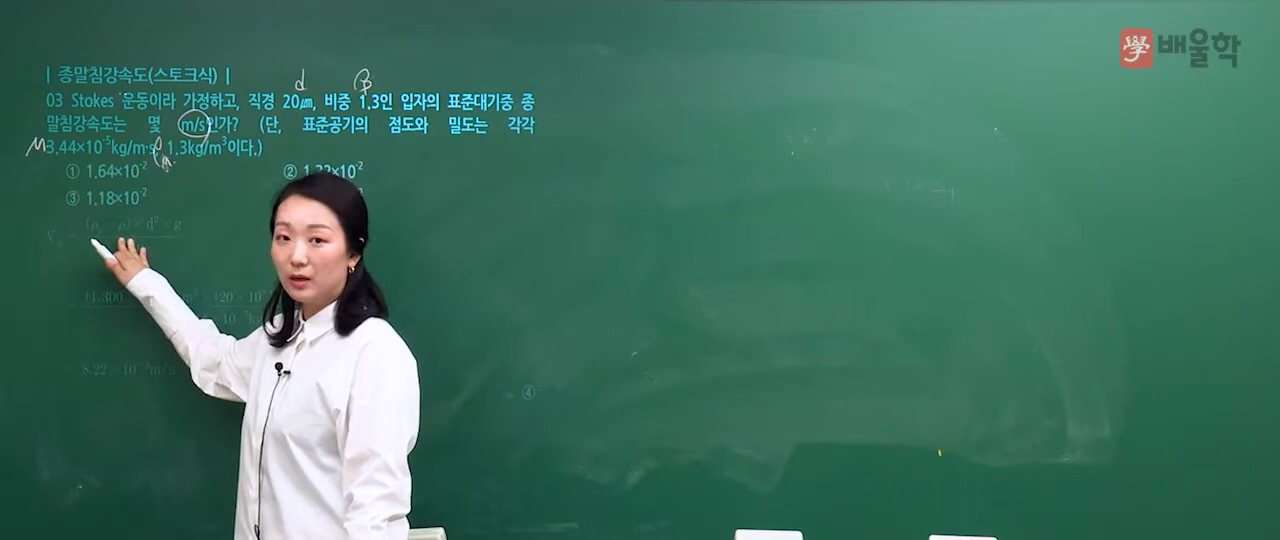 學 배울학
| 종말침강속도(스토크식) |
d ρp
03 Stokes 운동이라 가정하고, 직경 20㎛, 비중 1.3인 입자의 표준대기중 종
말침강속도는 몇 m/s인가? (단, 표준공기의 점도와 밀도는 각각
μ 3.44×10⁻⁵kg/m·s, 1.3kg/m³이다.)
① 1.64×10⁻² ②
③ 1.18×10⁻²
8.22×10⁻³m/s
④